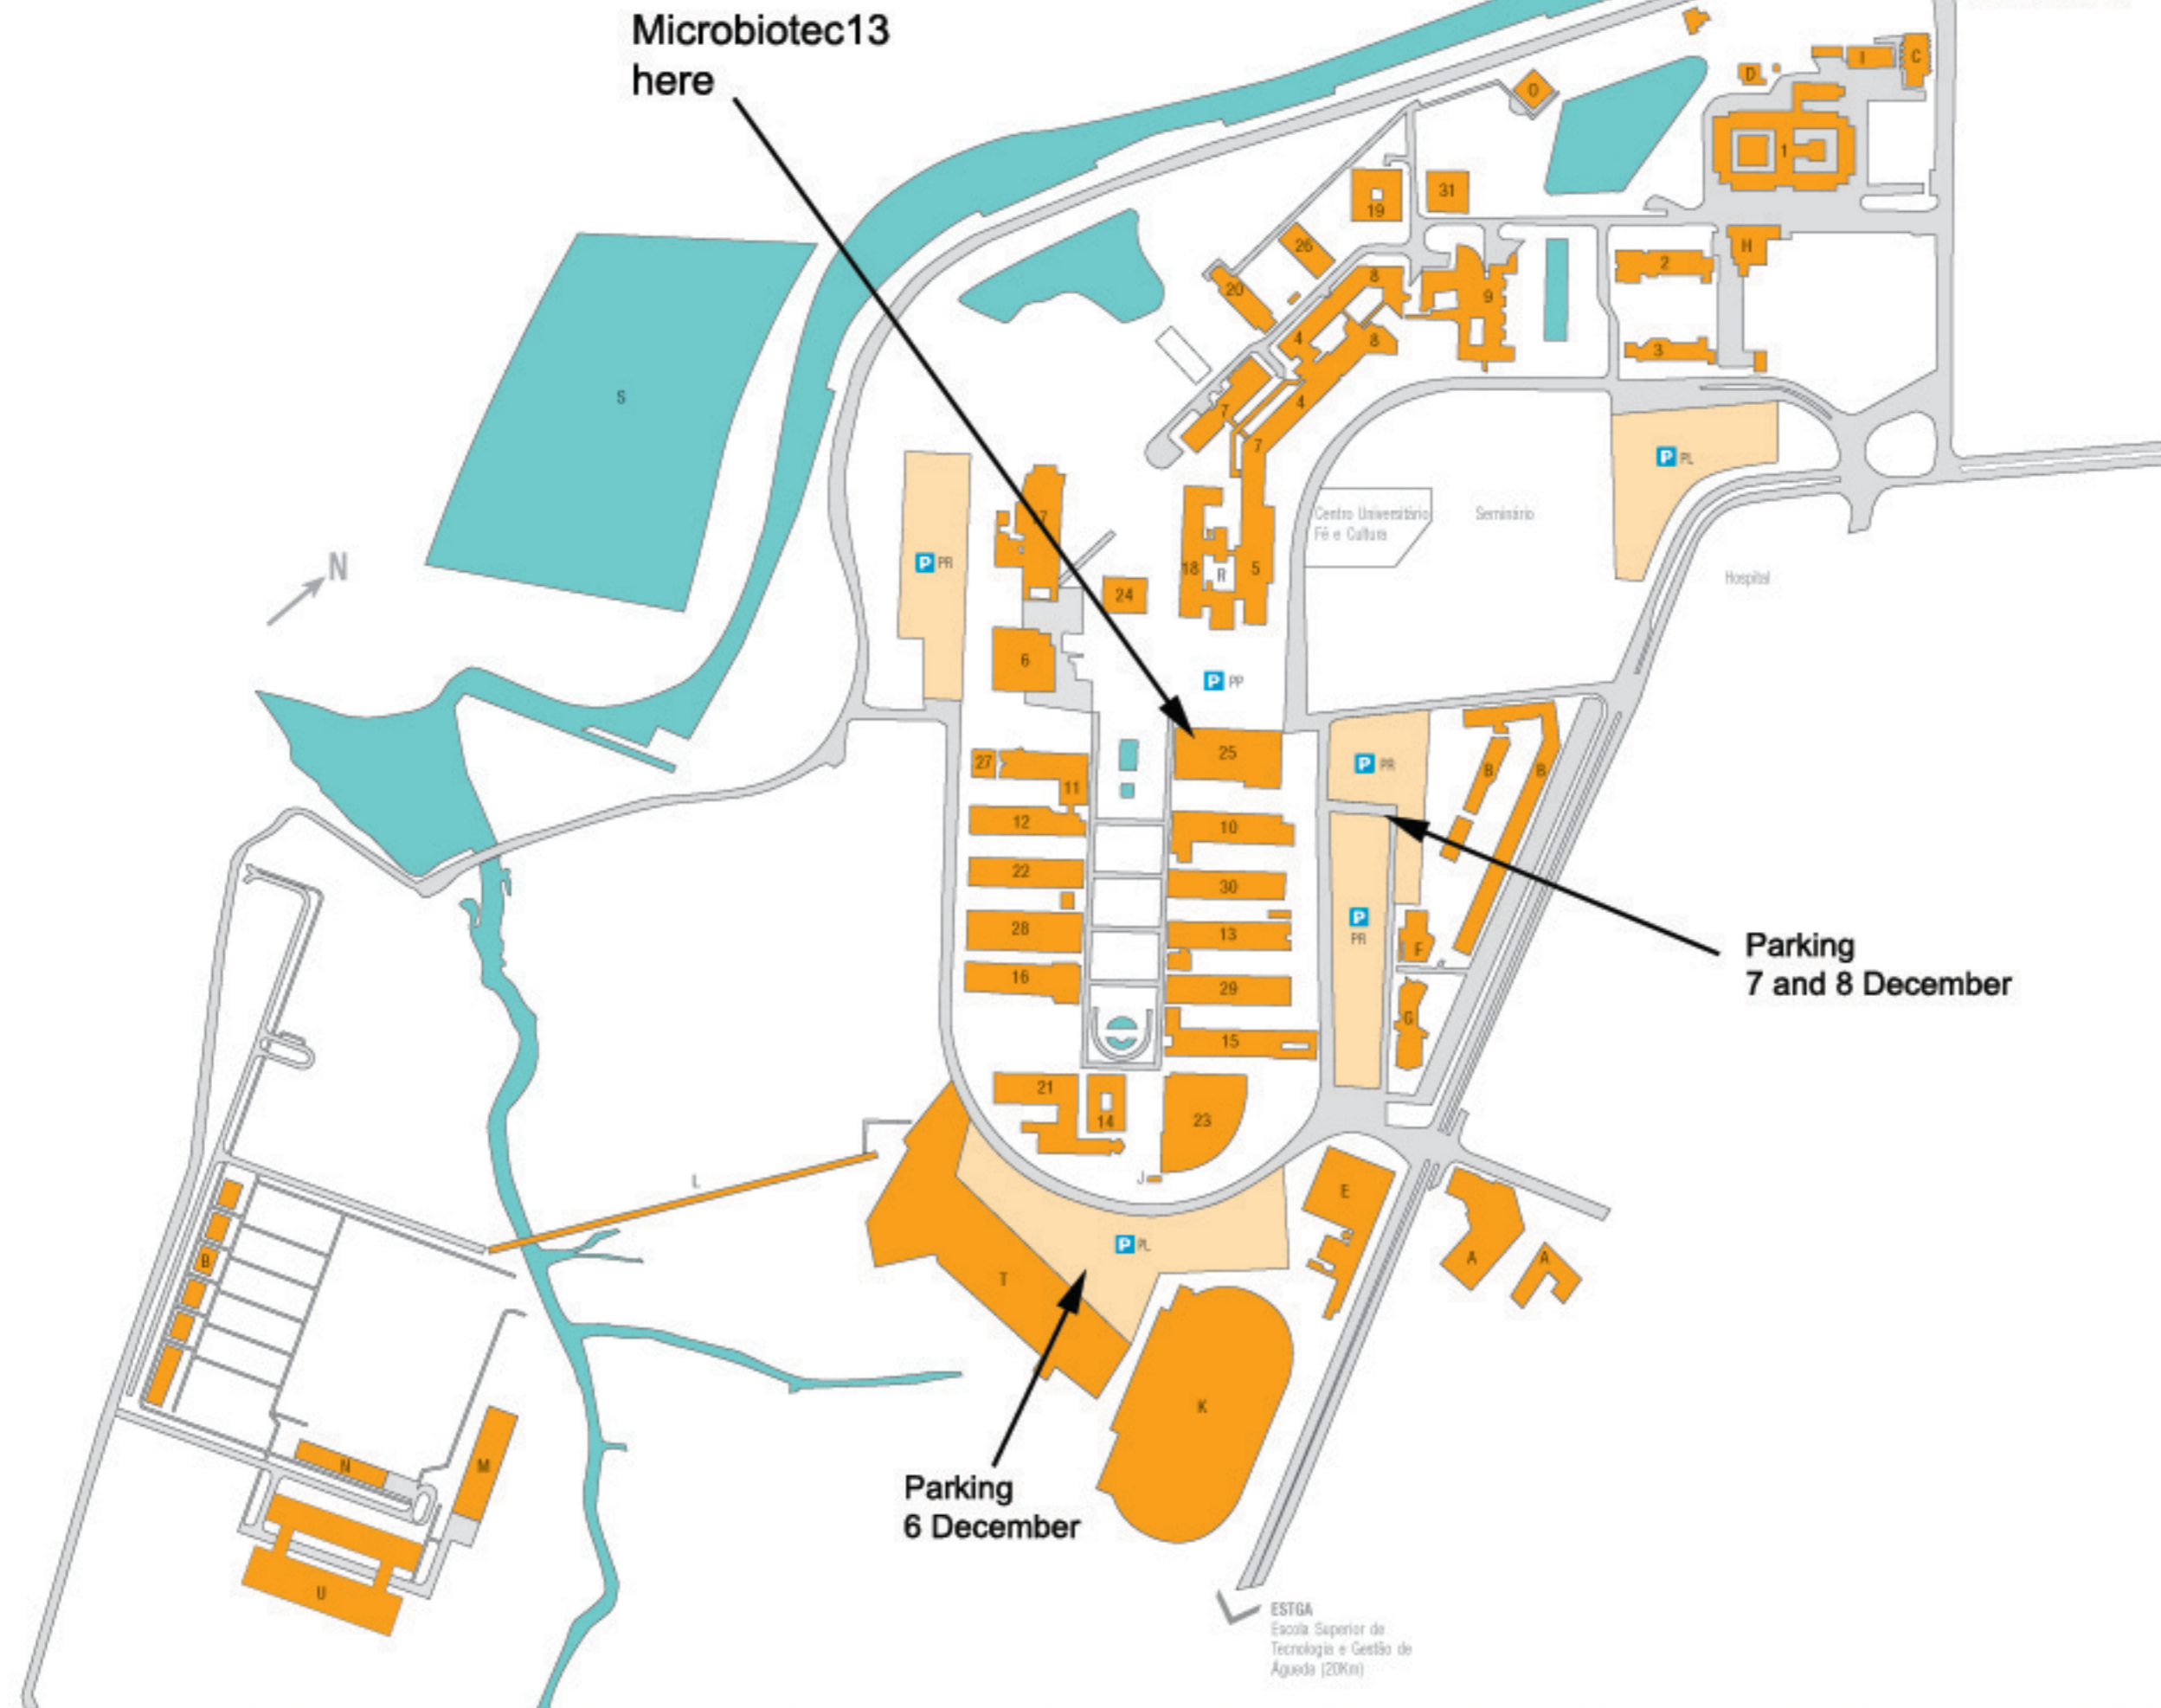 Microbiotec13
here
O
D
I
C
1
19
31
H
26
2
20
8
9
4
8
3
7
4
7
S
P PL
17
Centro Universitário
Fé e Cultura
Seminário
P PR
18
R
5
24
Hospital
N
6
P PP
25
27
11
P PR
B
B
12
10
22
30
28
13
P
PR
F
16
29
G
15
Parking
7 and 8 December
21
14
23
J
L
E
B
P PL
T
A
A
K
N
M
U
Parking
6 December
ESTGA
Escola Superior de
Tecnologia e Gestão de
Águeda (20Km)